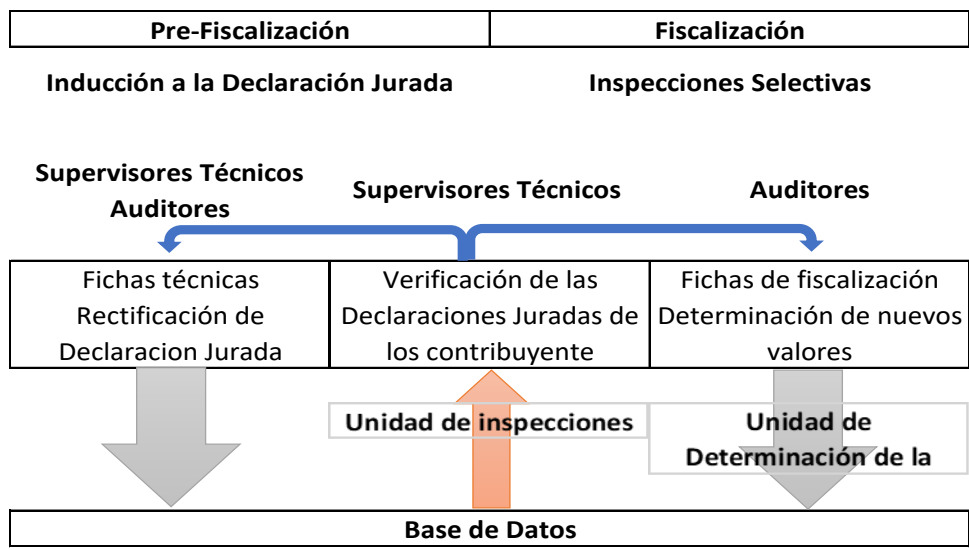 Pre-Fiscalización
Fiscalización
Inducción a la Declaración Jurada
Inspecciones Selectivas
Supervisores Técnicos
Auditores
Supervisores Técnicos
Auditores
Fichas técnicas
Rectificación de
Declaracion Jurada
Verificación de las
Declaraciones Juradas de
los contribuyente
Fichas de fiscalización
Determinación de nuevos
valores
Unidad de inspecciones
Unidad de
Determinación de la
Base de Datos